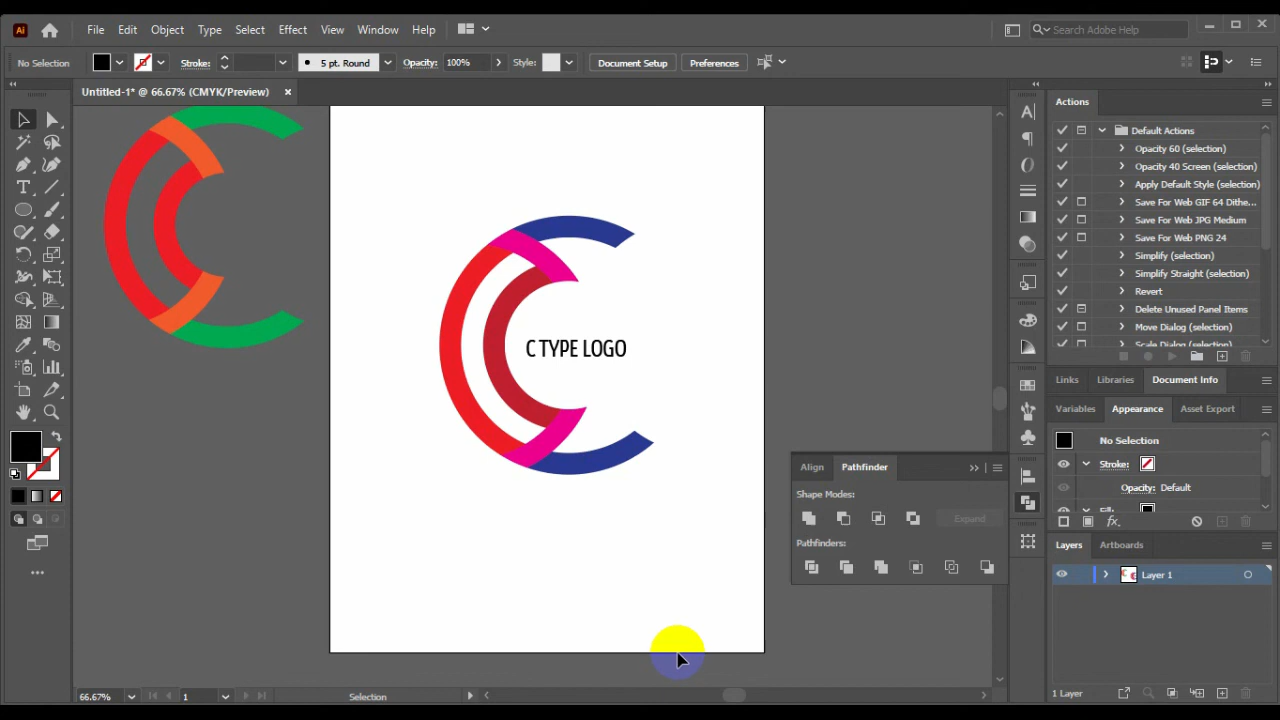 Ai File Edit Object Type Select Effect View Window Help Search Adobe Help
No Selection Stroke: 5 pt. Round Opacity: 100% Style: Document Setup Preferences
Untitled-1* @ 66.67% (CMYK/Preview)
Actions
Default Actions
Opacity 60 (selection)
Opacity 40 Screen (selection)
Apply Default Style (selection)
Save For Web GIF 64 Dithe...
Save For Web JPG Medium
Save For Web PNG 24
Simplify (selection)
Simplify Straight (selection)
Revert
Delete Unused Panel Items
Move Dialog (selection)
Scale Dialog (selection)
C TYPE LOGO
Links Libraries Document Info
Variables Appearance Asset Export
No Selection
Stroke:
Opacity: Default
Fill:
fx
Align Pathfinder
Shape Modes:
Expand
Pathfinders:
Layers Artboards
Layer 1
1 Layer
66.67% 1 Selection